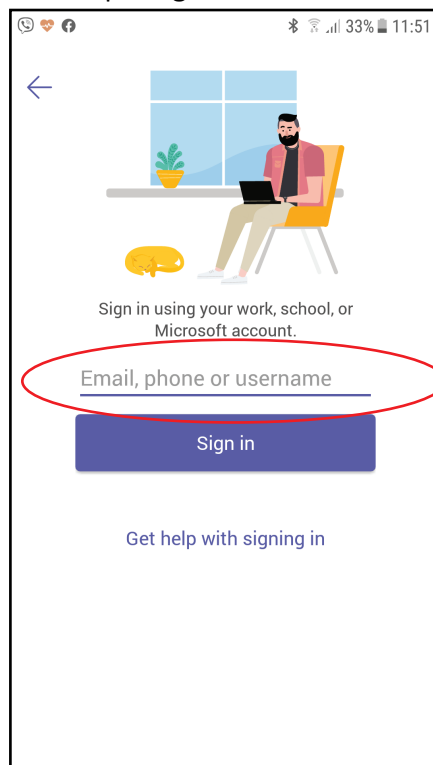 33% 11:51
Sign in using your work, school, or
Microsoft account.
Email, phone or username
Sign in
Get help with signing in